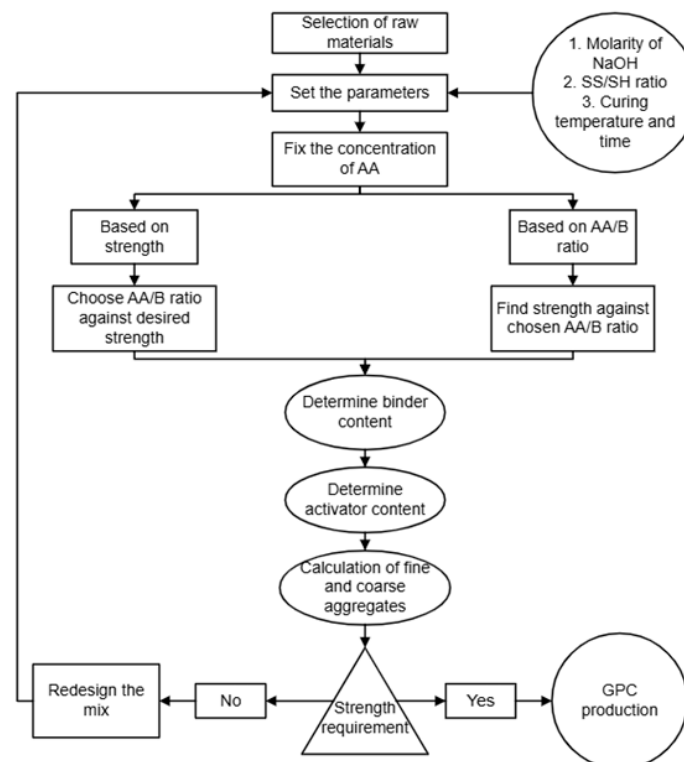 Selection of raw
materials
1. Molarity of
NaOH
2. SS/SH ratio
3. Curing
temperature and
time
Set the parameters
Fix the concentration
of AA
Based on
strength
Based on AA/B
ratio
Choose AA/B ratio
against desired
strength
Find strength against
chosen AA/B ratio
Determine binder
content
Determine
activator content
Calculation of fine
and coarse
aggregates
Redesign the
mix
No
Strength
requirement
Yes
GPC
production